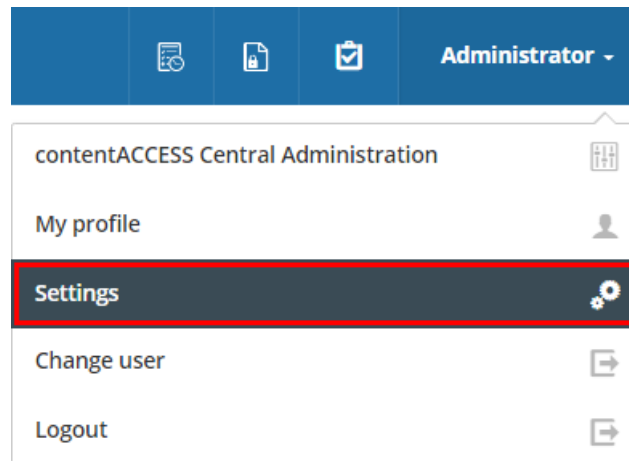 Administrator
contentACCESS Central Administration
My profile
Settings
Change user
Logout